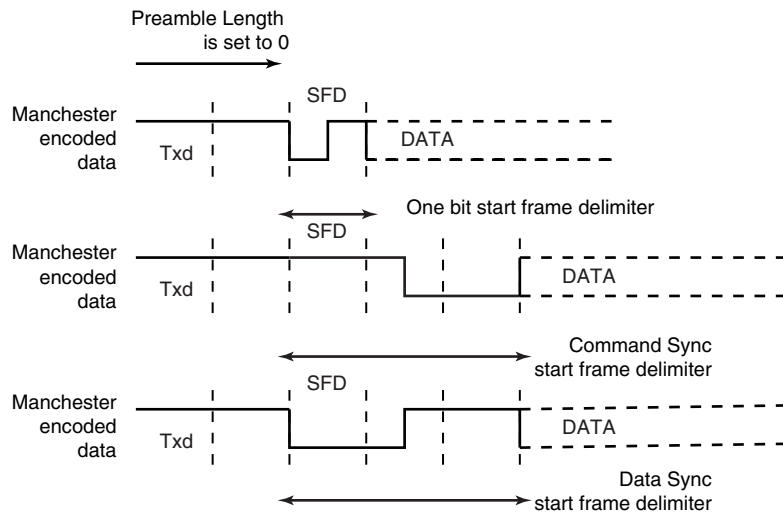 Preamble Length
is set to 0
SFD
Manchester
encoded
data
Txd
DATA
One bit start frame delimiter
SFD
Manchester
encoded
data
Txd
DATA
Command Sync
start frame delimiter
SFD
Manchester
encoded
data
Txd
DATA
Data Sync
start frame delimiter